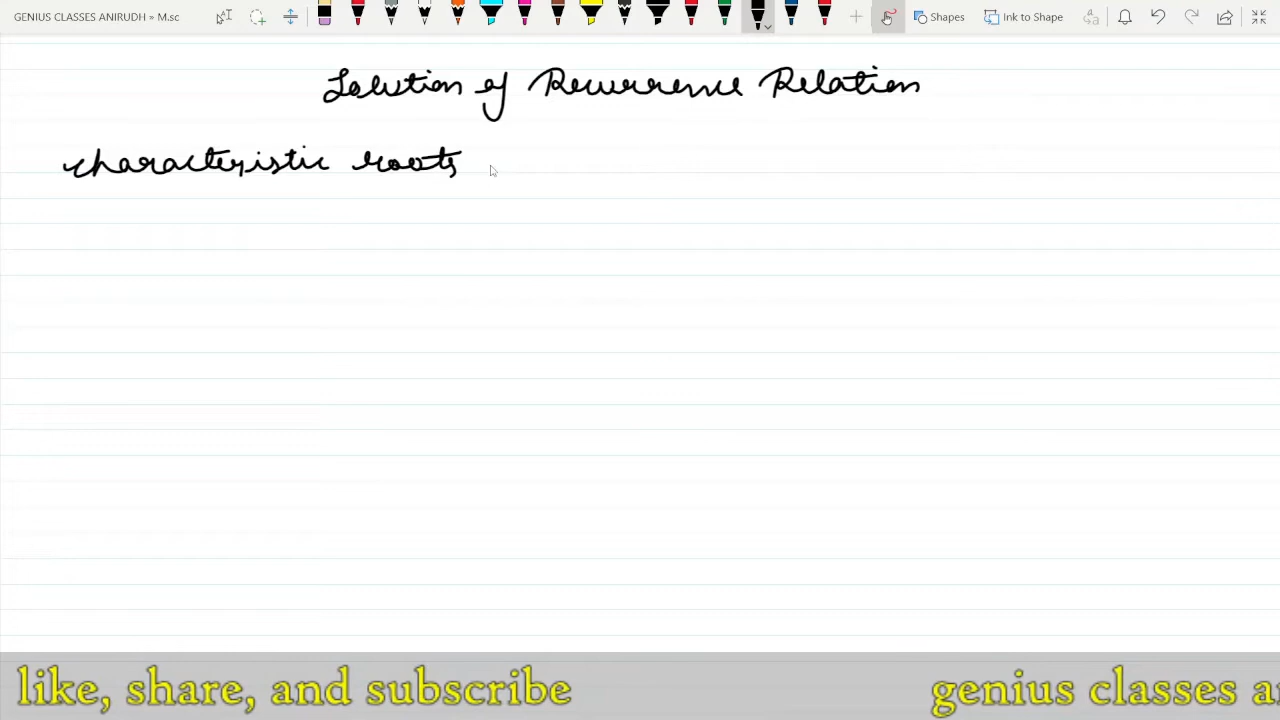 GENIUS CLASSES ANIRUDH » M.sc
Shapes
Ink to Shape
Solution of Recurrence Relation
characteristic roots
like, share, and subscribe
genius classes